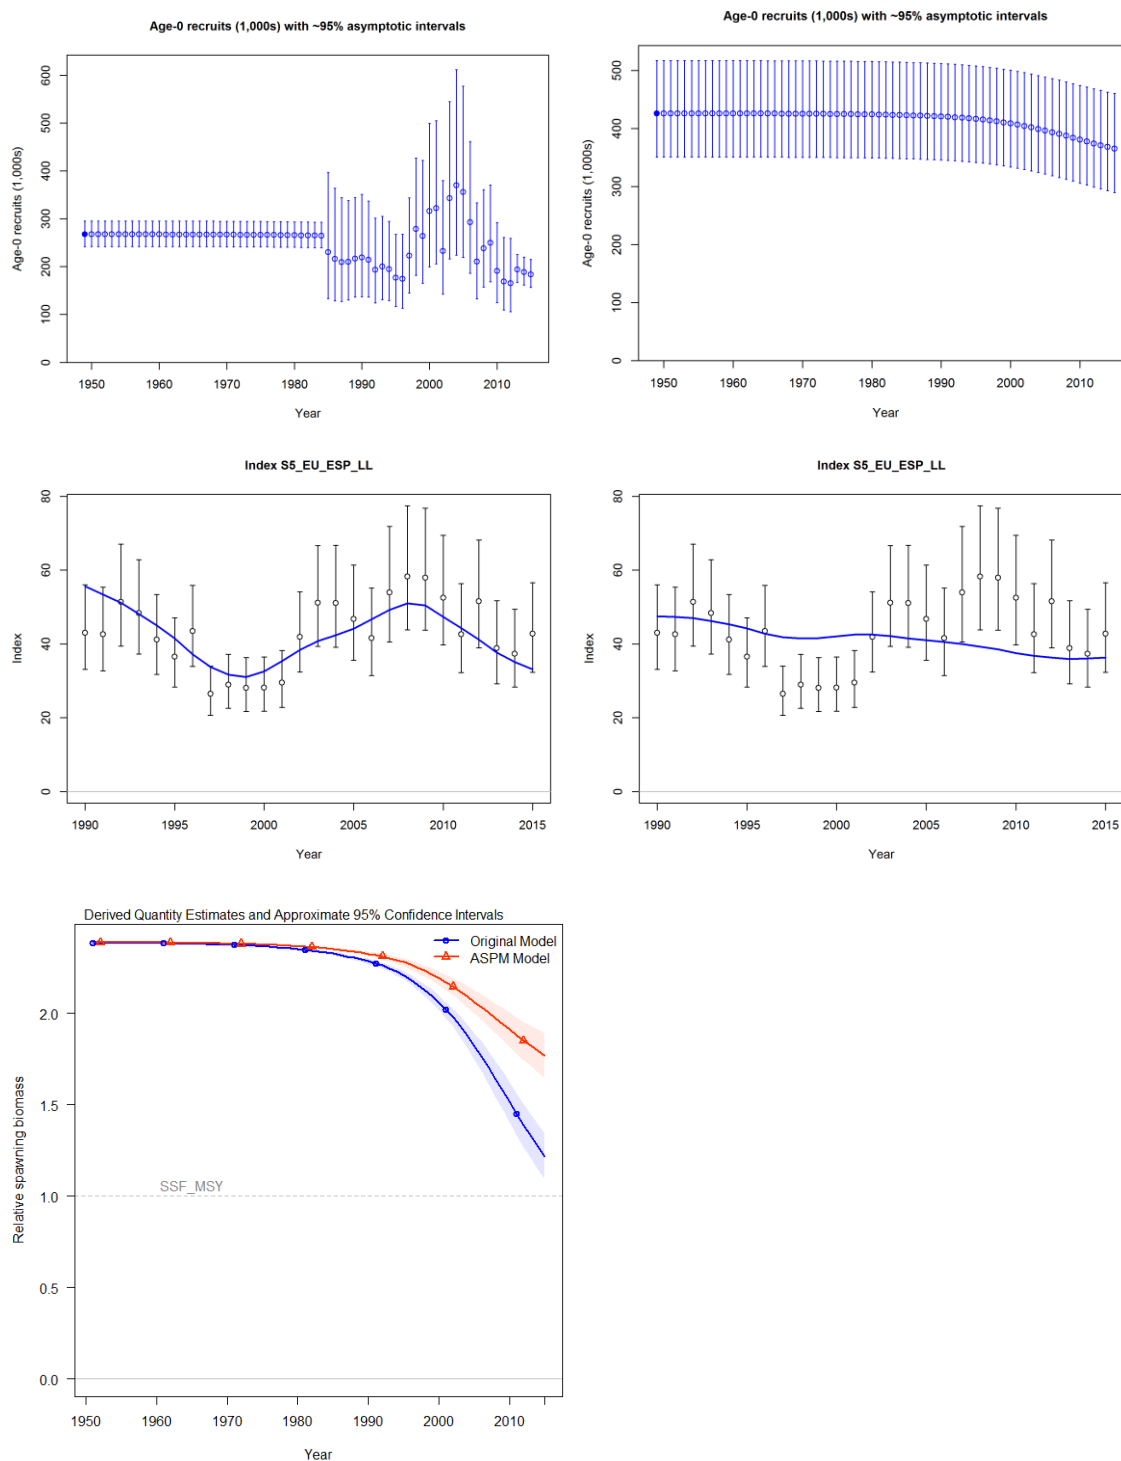 Age-0 recruits (1,000s) with ~95% asymptotic intervals
Age-0 recruits (1,000s)
0 100 200 300 400 500 600
1950 1960 1970 1980 1990 2000 2010
Year
Age-0 recruits (1,000s) with ~95% asymptotic intervals
Age-0 recruits (1,000s)
0 100 200 300 400 500
1950 1960 1970 1980 1990 2000 2010
Year
Index S5_EU_ESP_LL
Index
0 20 40 60 80
1990 1995 2000 2005 2010 2015
Year
Index S5_EU_ESP_LL
Index
0 20 40 60 80
1990 1995 2000 2005 2010 2015
Year
Derived Quantity Estimates and Approximate 95% Confidence Intervals
Original Model
ASPM Model
Relative spawning biomass
0.0 0.5 1.0 1.5 2.0
SSF_MSY
1950 1960 1970 1980 1990 2000 2010
Year